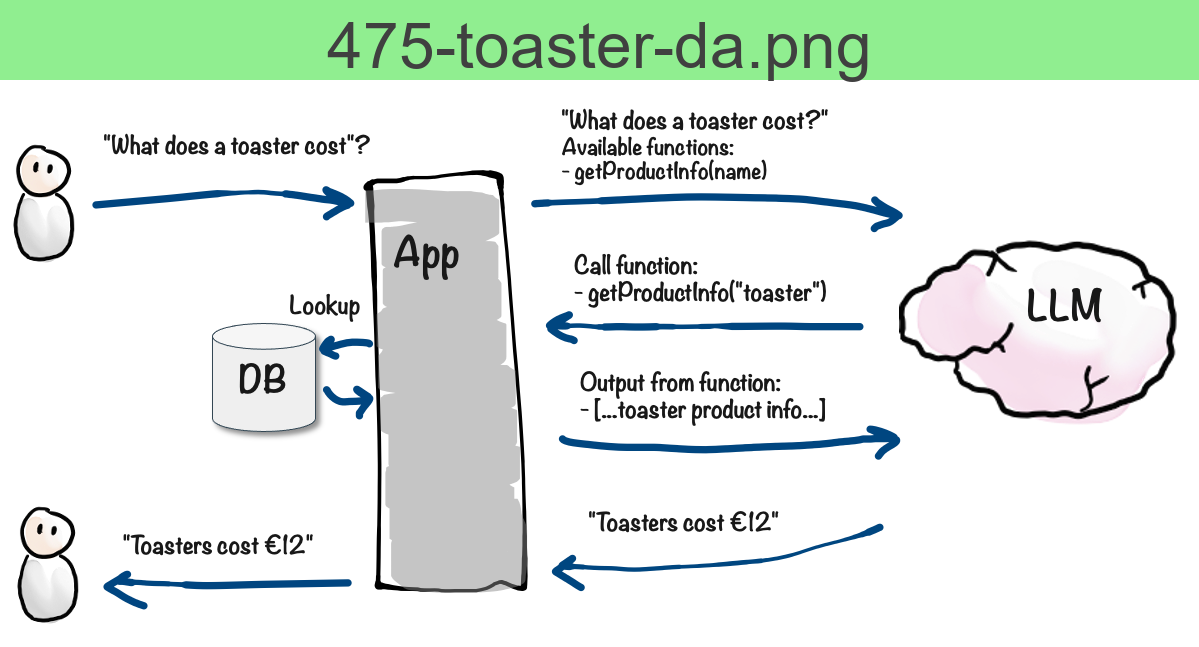 475-toaster-da.png
"What does a toaster cost"?
"What does a toaster cost?"
Available functions:
- getProductInfo(name)
App
Call function:
- getProductInfo("toaster")
LLM
Lookup
DB
Output from function:
- [...toaster product info...]
"Toasters cost €12"
"Toasters cost €12"